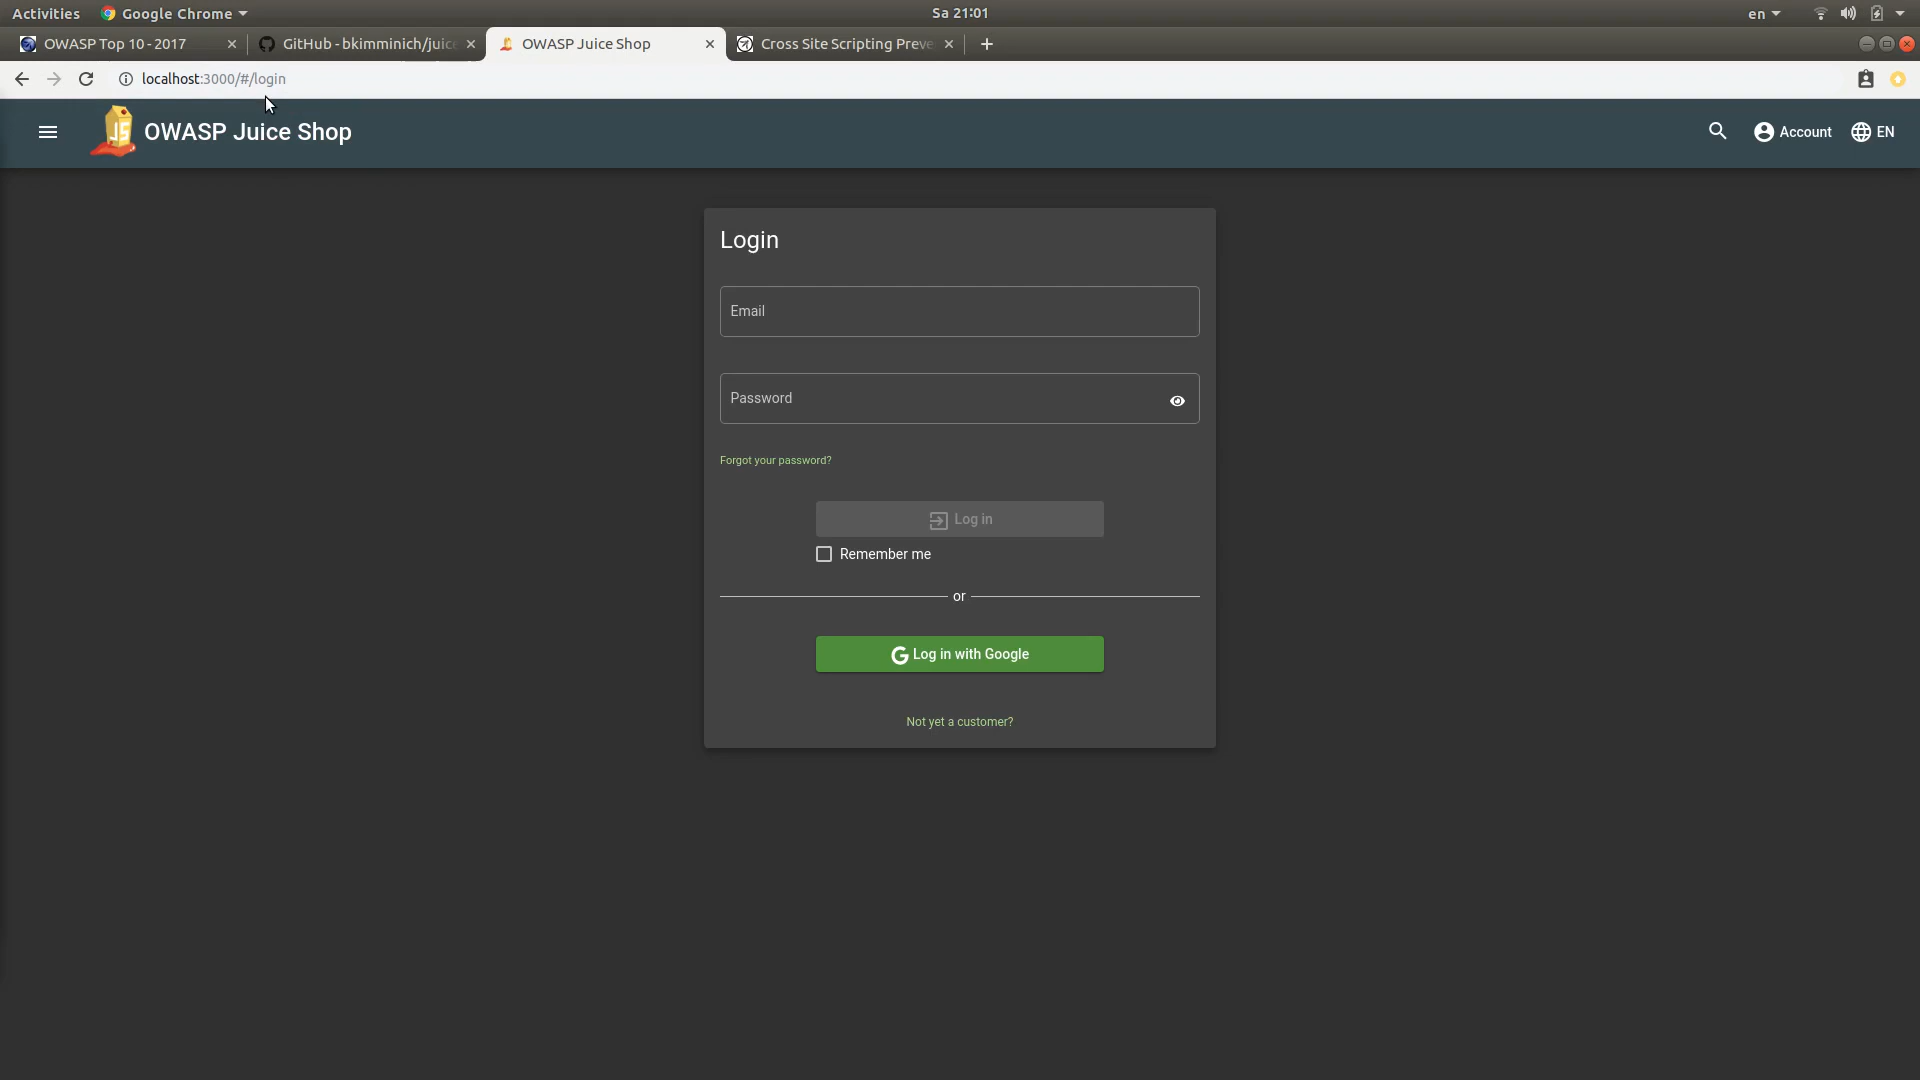 Activities Google Chrome Sa 21:01 en
OWASP Top 10 - 2017 GitHub - bkimminich/juice OWASP Juice Shop Cross Site Scripting Preve
localhost:3000/#/login
JS OWASP Juice Shop Account EN
Login
Email
Password
Forgot your password?
Log in
Remember me
or
G Log in with Google
Not yet a customer?